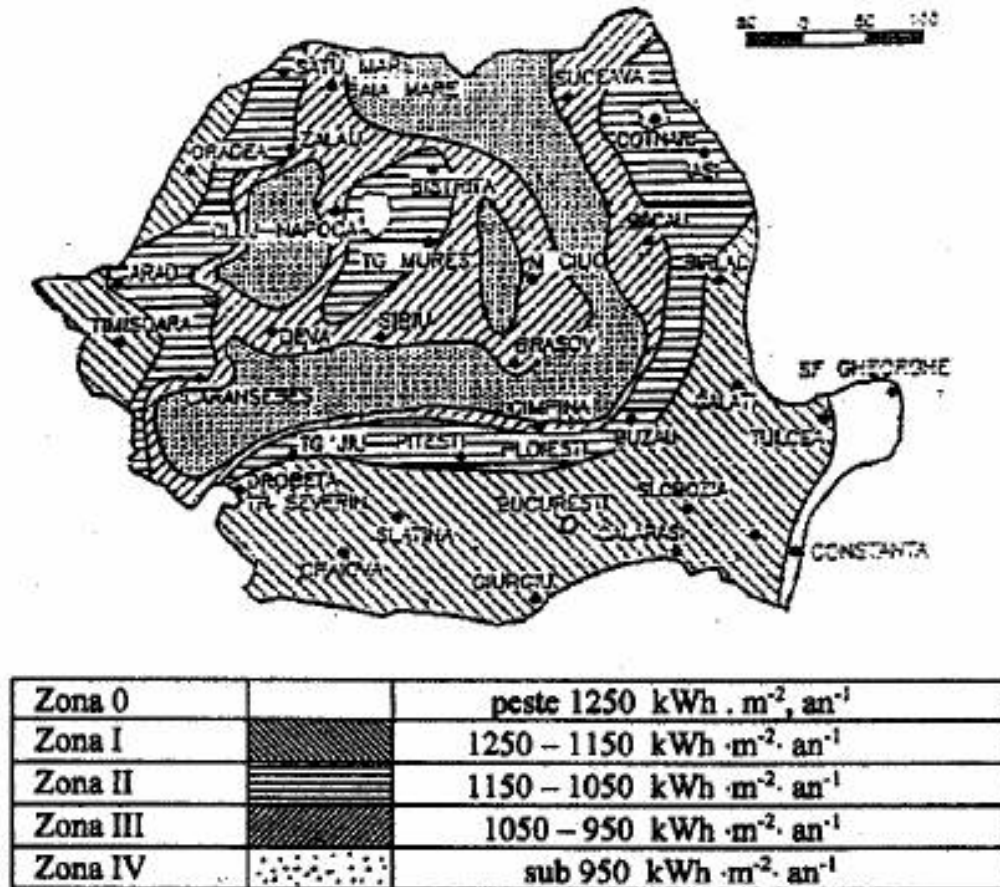 50 0 50 100
SATU MARE
BAIA MARE
SUCEAVA
ZALAU
ORADEA
COTNARI
IASI
BISTRITA
BACAU
CLUJ NAPOCA
TG MURES
M CIUC
BIRLAD
ARAD
TIMISOARA
DEVA
SIBIU
BRASOV
SF GHEORGHE
CARANSEBES
CIMPINA
GALATI
TULCEA
BUZAU
TG JIU
PITESTI
PLOIESTI
DROBETA
TR. SEVERIN
SLOBOZIA
BUCURESTI
SLATINA
CALARASI
CONSTANTA
CRAIOVA
GIURGIU
Zona 0 peste 1250 kWh . m⁻², an⁻¹
Zona I 1250 – 1150 kWh ·m⁻²· an⁻¹
Zona II 1150 – 1050 kWh ·m⁻²· an⁻¹
Zona III 1050 – 950 kWh ·m⁻²· an⁻¹
Zona IV sub 950 kWh ·m⁻²· an⁻¹